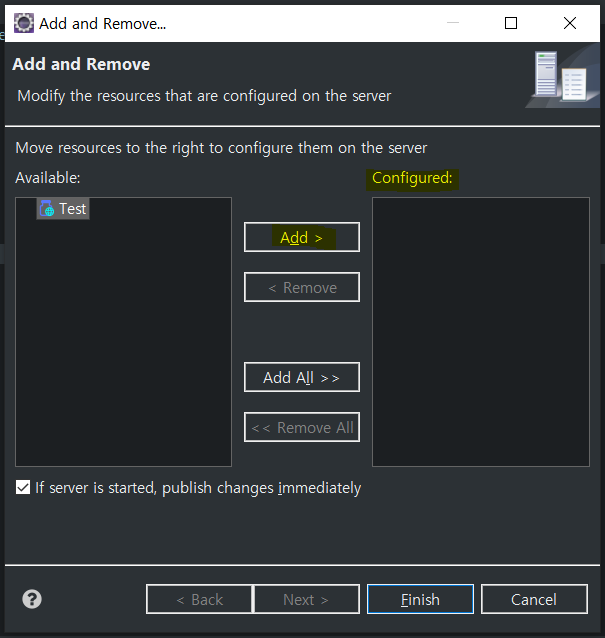 Add and Remove...
Add and Remove
Modify the resources that are configured on the server
Move resources to the right to configure them on the server
Available:
Configured:
Test
Add >
< Remove
Add All >>
<< Remove All
If server is started, publish changes immediately
?
< Back
Next >
Finish
Cancel